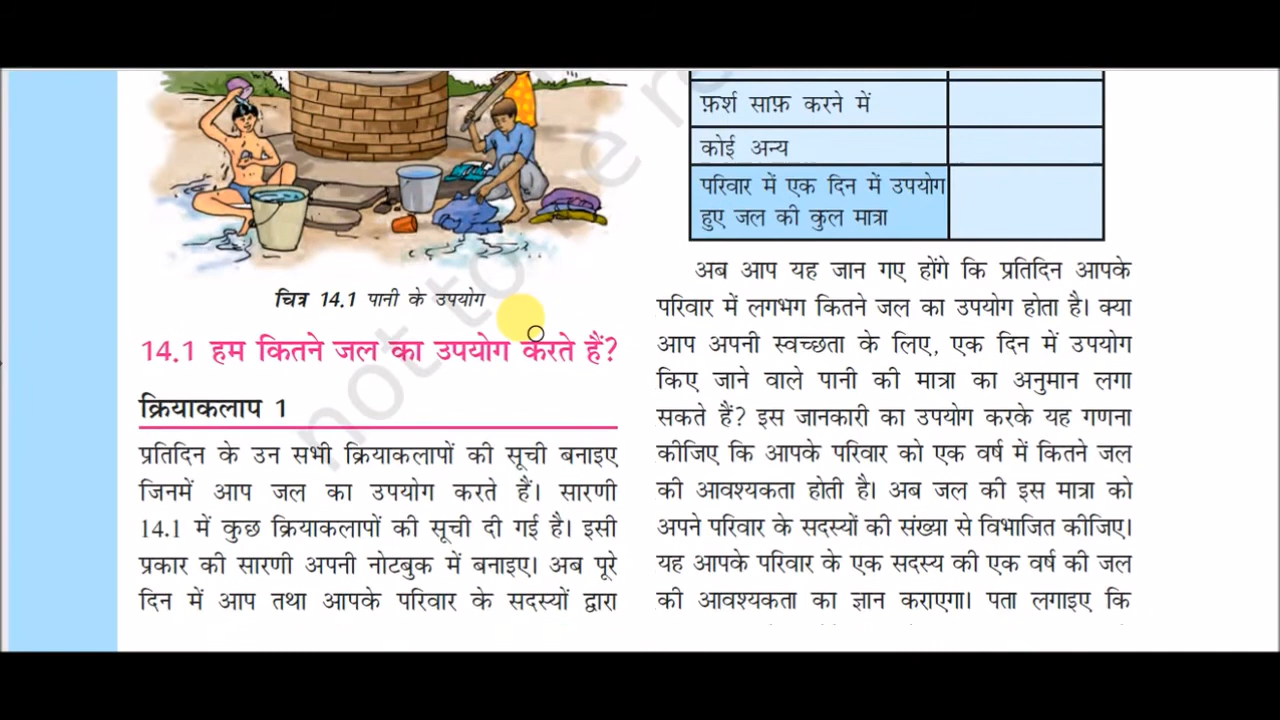 चित्र 14.1 पानी के उपयोग
14.1 हम कितने जल का उपयोग करते हैं?
क्रियाकलाप 1
प्रतिदिन के उन सभी क्रियाकलापों की सूची बनाइए
जिनमें आप जल का उपयोग करते हैं। सारणी
14.1 में कुछ क्रियाकलापों की सूची दी गई है। इसी
प्रकार की सारणी अपनी नोटबुक में बनाइए। अब पूरे
दिन में आप तथा आपके परिवार के सदस्यों द्वारा
फ़र्श साफ़ करने में
कोई अन्य
परिवार में एक दिन में उपयोग
हुए जल की कुल मात्रा
अब आप यह जान गए होंगे कि प्रतिदिन आपके
परिवार में लगभग कितने जल का उपयोग होता है। क्या
आप अपनी स्वच्छता के लिए, एक दिन में उपयोग
किए जाने वाले पानी की मात्रा का अनुमान लगा
सकते हैं? इस जानकारी का उपयोग करके यह गणना
कीजिए कि आपके परिवार को एक वर्ष में कितने जल
की आवश्यकता होती है। अब जल की इस मात्रा को
अपने परिवार के सदस्यों की संख्या से विभाजित कीजिए।
यह आपके परिवार के एक सदस्य की एक वर्ष की जल
की आवश्यकता का ज्ञान कराएगा। पता लगाइए कि
not to be re